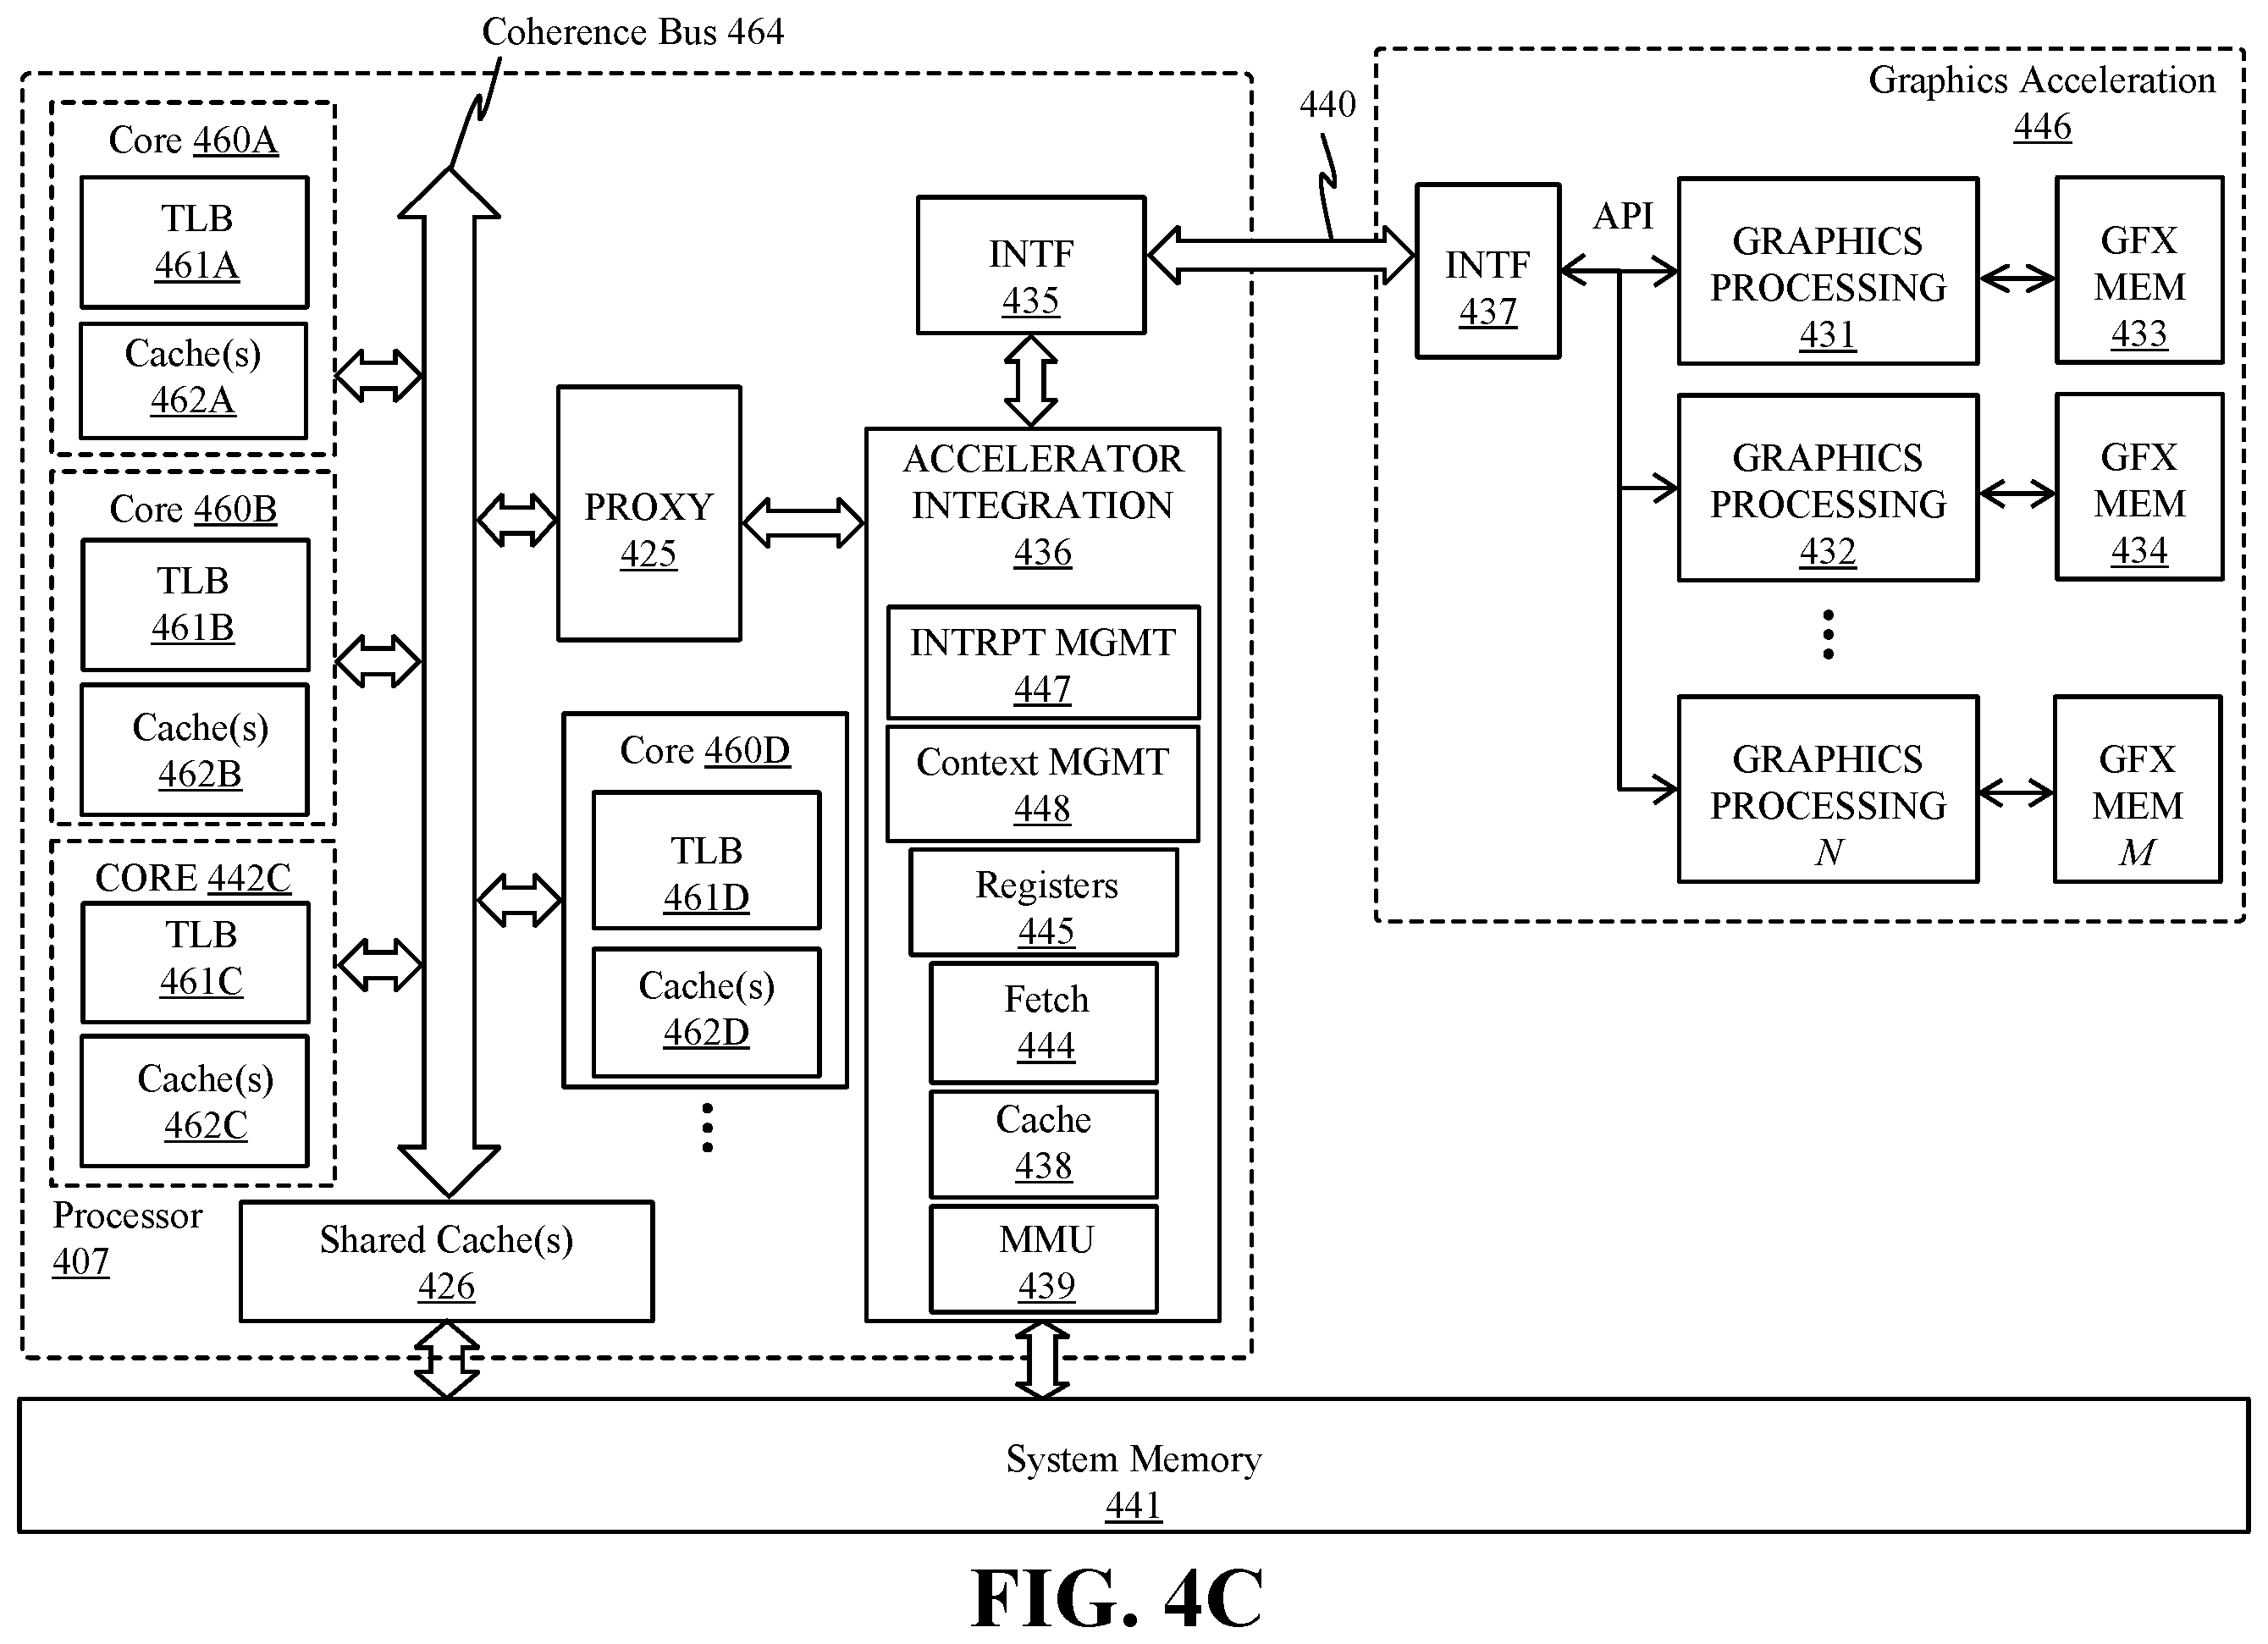 Coherence Bus 464
Core 460A
TLB
461A
Cache(s)
462A
Core 460B
TLB
461B
Cache(s)
462B
CORE 442C
TLB
461C
Cache(s)
462C
Processor
407
Shared Cache(s)
426
PROXY
425
Core 460D
TLB
461D
Cache(s)
462D
INTF
435
ACCELERATOR
INTEGRATION
436
INTRPT MGMT
447
Context MGMT
448
Registers
445
Fetch
444
Cache
438
MMU
439
440
Graphics Acceleration
446
INTF
437
API
GRAPHICS
PROCESSING
431
GFX
MEM
433
GRAPHICS
PROCESSING
432
GFX
MEM
434
GRAPHICS
PROCESSING
N
GFX
MEM
M
System Memory
441
FIG. 4C